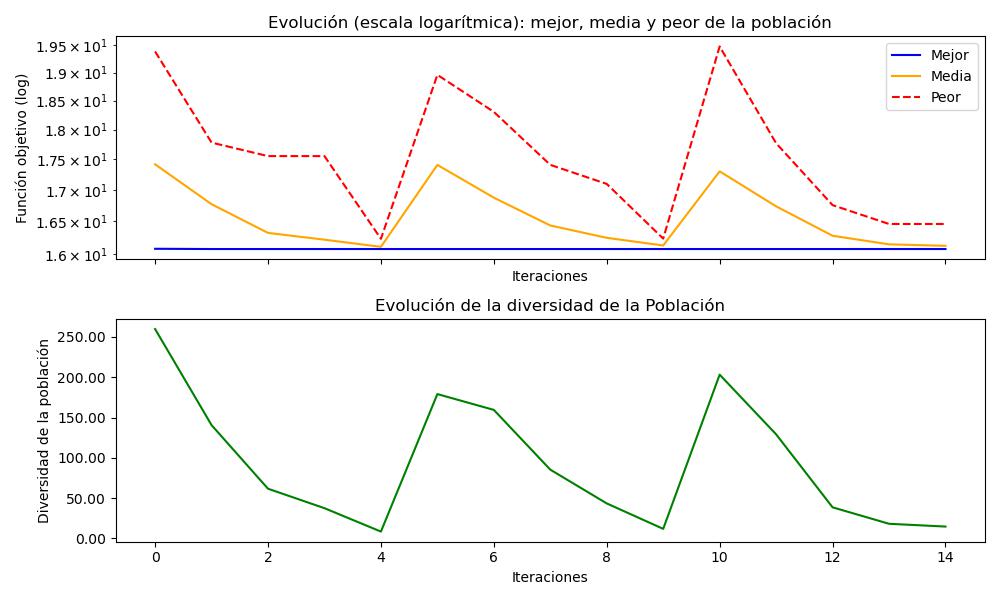 Evolución (escala logarítmica): mejor, media y peor de la población
Función objetivo (log)
1.95 × 10¹
1.9 × 10¹
1.85 × 10¹
1.8 × 10¹
1.75 × 10¹
1.7 × 10¹
1.65 × 10¹
1.6 × 10¹
Mejor
Media
Peor
Iteraciones
Evolución de la diversidad de la Población
Diversidad de la población
250.00
200.00
150.00
100.00
50.00
0.00
0 2 4 6 8 10 12 14
Iteraciones